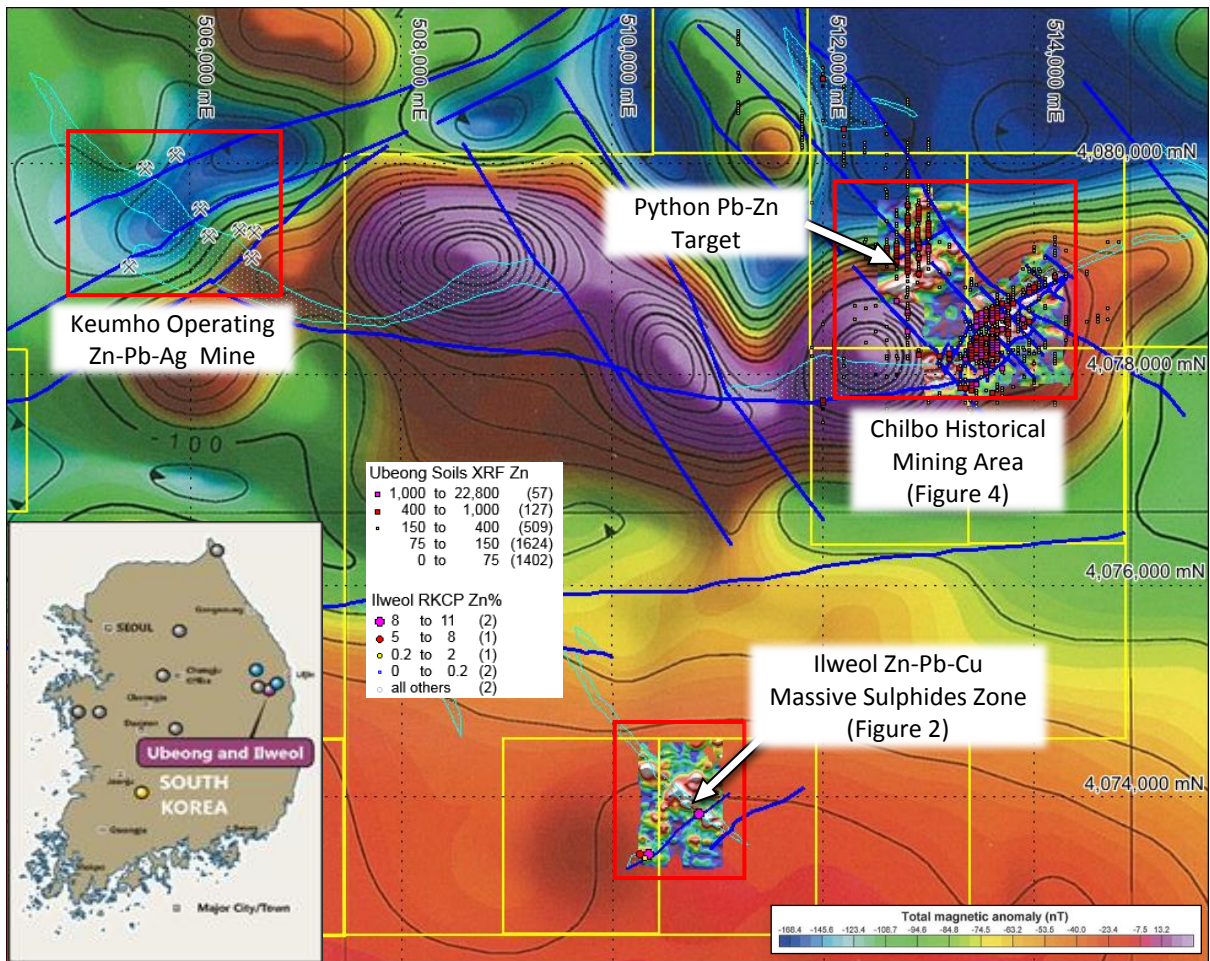 506,000 mE
508,000 mE
510,000 mE
512,000 mE
514,000 mE
4,080,000 mN
Python Pb-Zn
Target
Keumho Operating
Zn-Pb-Ag Mine
4,078,000 mN
Chilbo Historical
Mining Area
(Figure 4)
-100
Ubeong Soils XRF Zn
1,000 to 22,800 (57)
400 to 1,000 (127)
150 to 400 (509)
75 to 150 (1624)
0 to 75 (1402)
4,076,000 mN
Ilweol RKCP Zn%
8 to 11 (2)
5 to 8 (1)
0.2 to 2 (1)
0 to 0.2 (2)
all others (2)
Ilweol Zn-Pb-Cu
Massive Sulphides Zone
(Figure 2)
4,074,000 mN
SEOUL
Uljin
Ubeong and Ilweol
SOUTH
KOREA
Major City/Town
Total magnetic anomaly (nT)
-168.4 -145.6 -123.4 -108.7 -94.6 -84.8 -74.5 -63.2 -53.5 -40.0 -23.4 -7.5 13.2